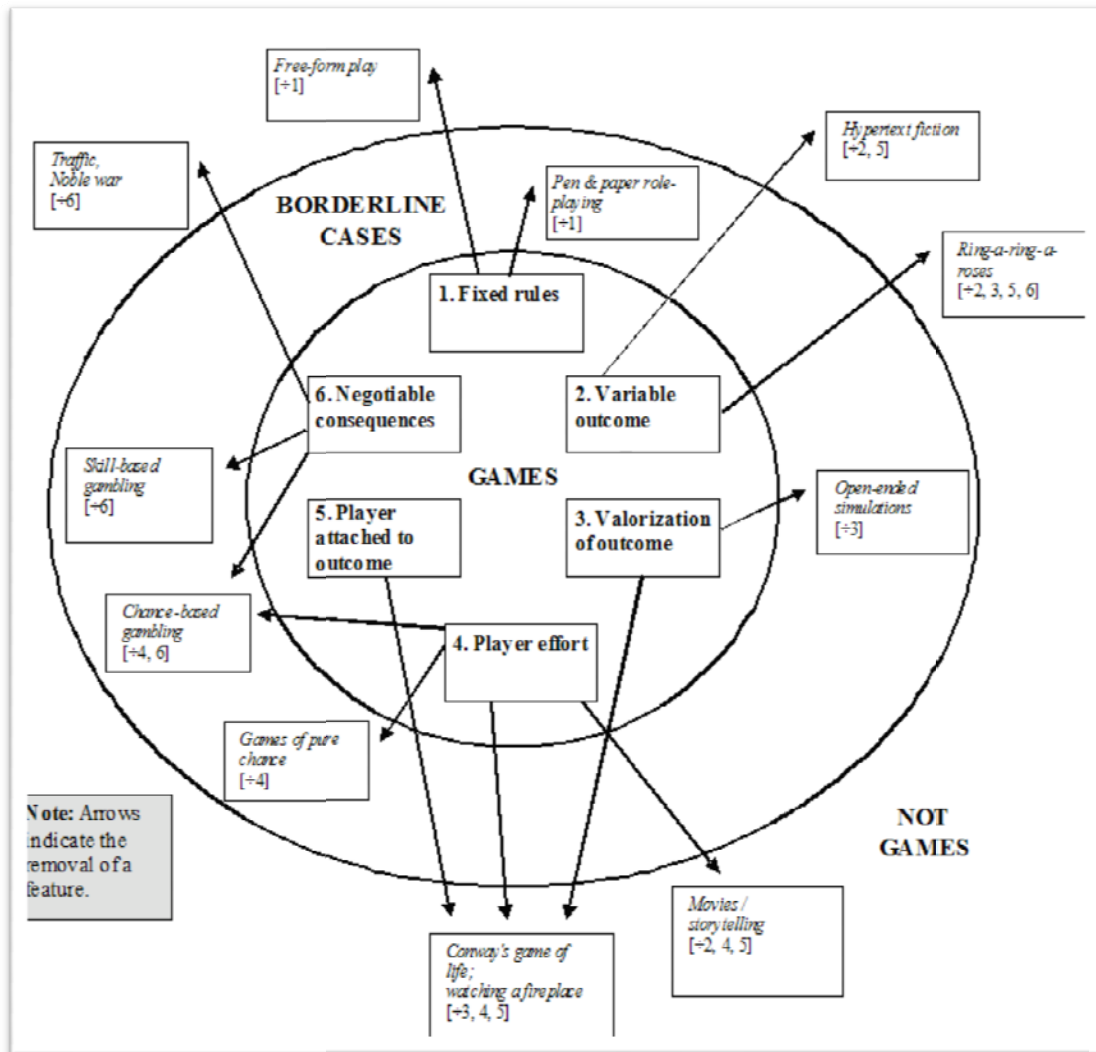 Free-form play
[÷1]
Hypertext fiction
[÷2, 5]
Traffic,
Noble war
[÷6]
BORDERLINE
CASES
Pen & paper role-
playing
[÷1]
Ring-a-ring-a-
roses
[÷2, 3, 5, 6]
1. Fixed rules
6. Negotiable
consequences
2. Variable
outcome
Skill-based
gambling
[÷6]
GAMES
Open-ended
simulations
[÷3]
5. Player
attached to
outcome
3. Valorization
of outcome
Chance-based
gambling
[÷4, 6]
4. Player effort
Games of pure
chance
[÷4]
Note: Arrows
indicate the
removal of a
feature.
NOT
GAMES
Movies /
storytelling
[÷2, 4, 5]
Conway's game of
life;
watching a fireplace
[÷3, 4, 5]